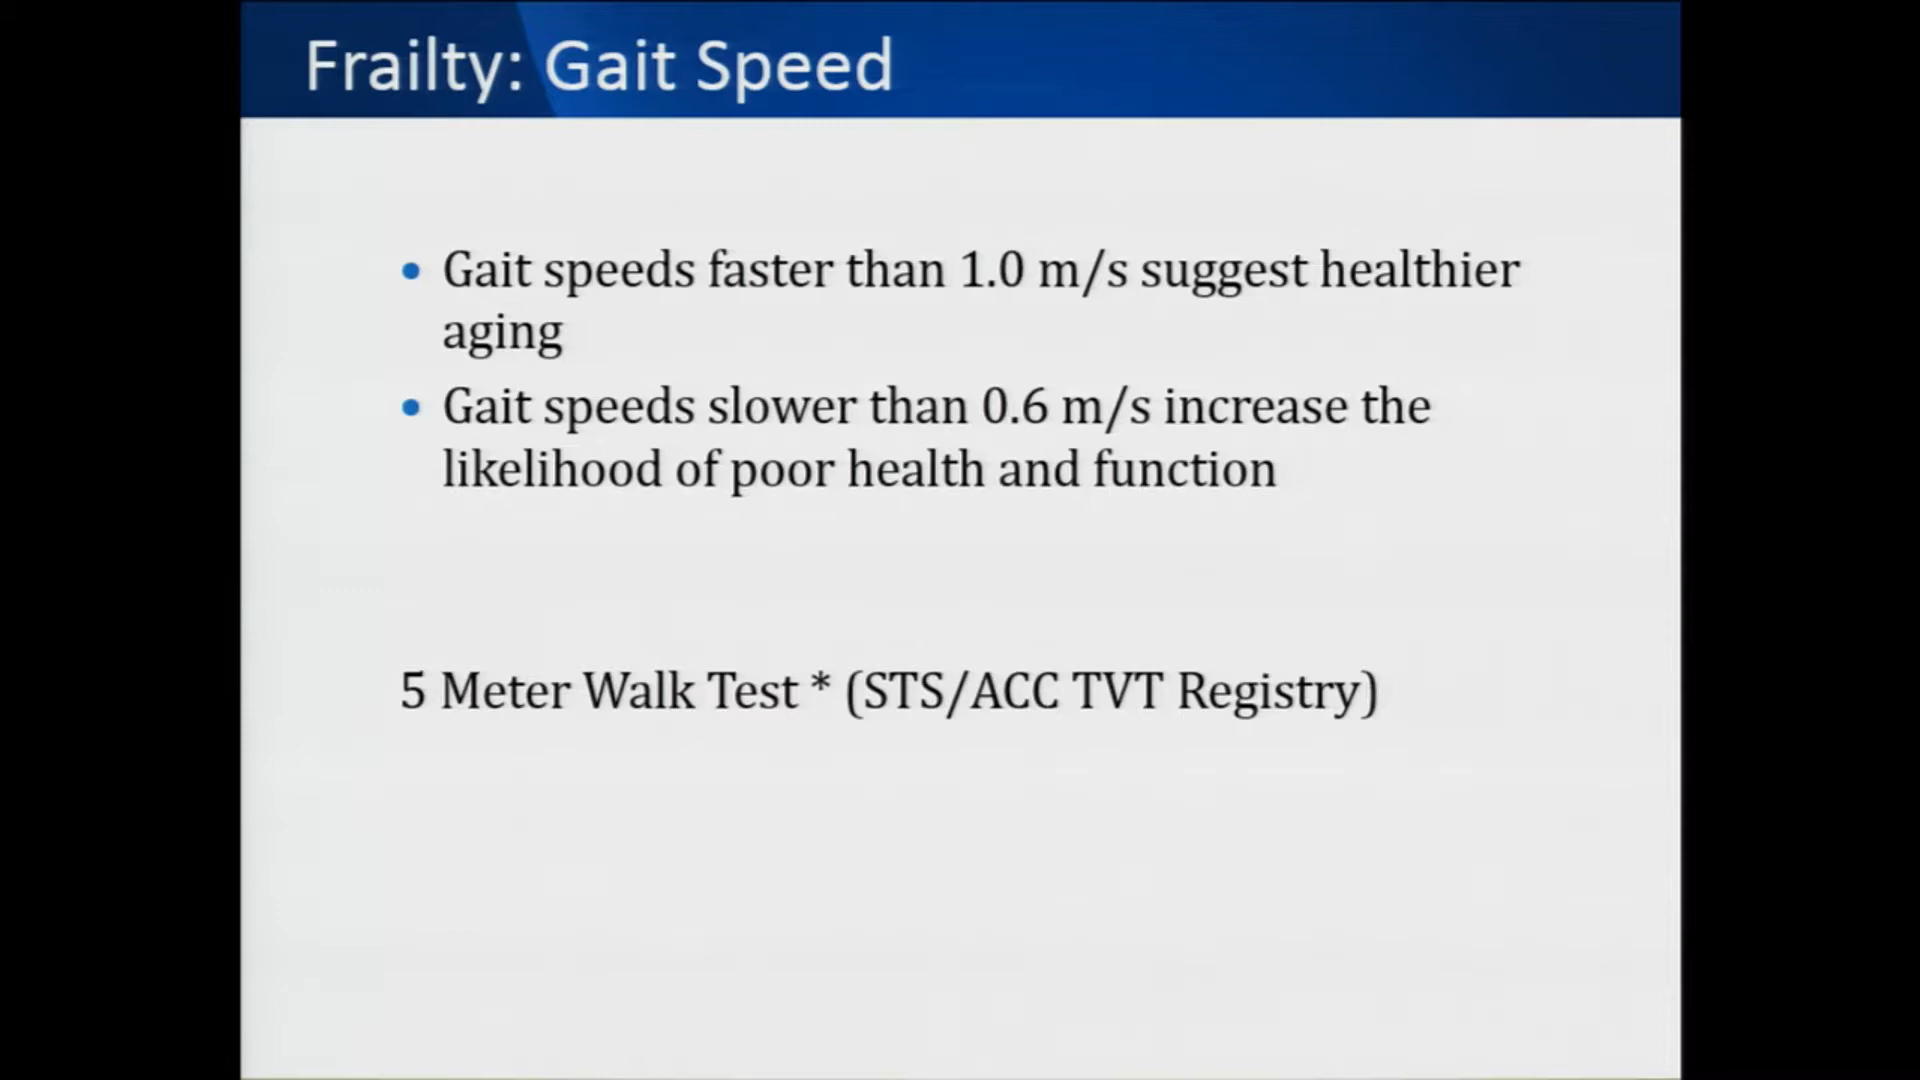 Frailty: Gait Speed
• Gait speeds faster than 1.0 m/s suggest healthier
aging
• Gait speeds slower than 0.6 m/s increase the
likelihood of poor health and function
5 Meter Walk Test * (STS/ACC TVT Registry)